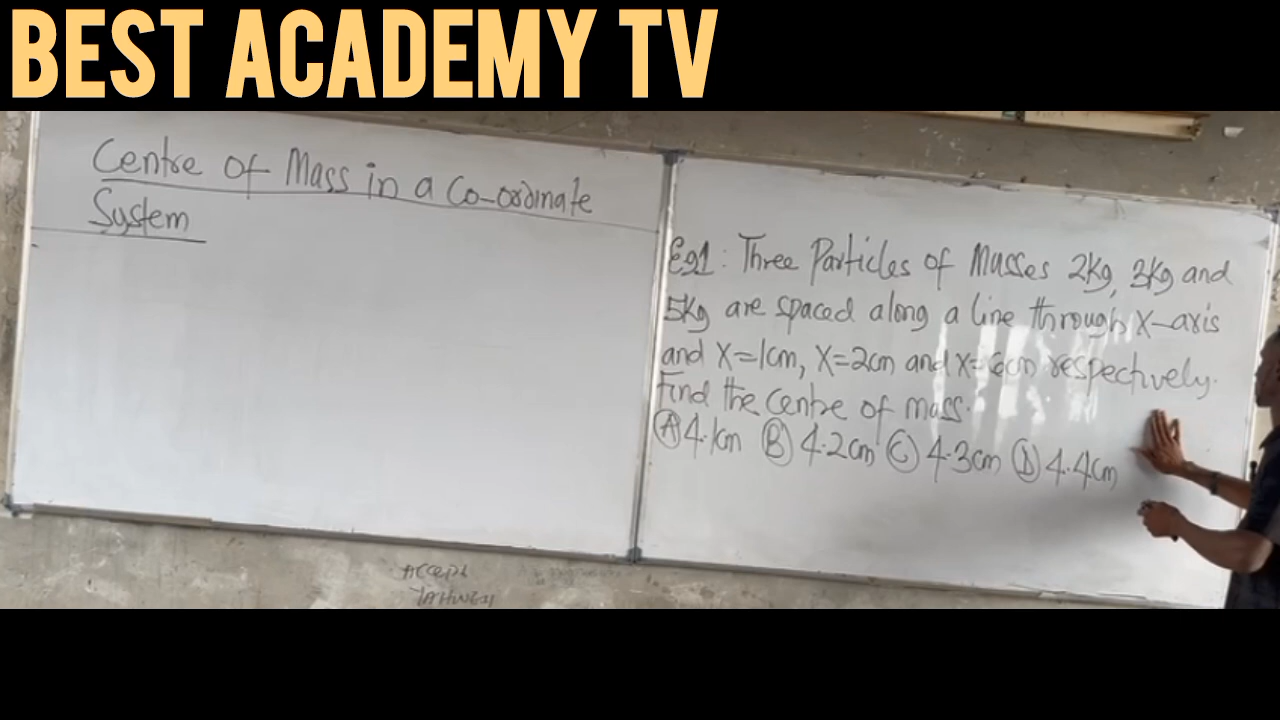 BEST ACADEMY TV
Centre of Mass in a Co-ordinate
System
Eg1: Three Particles of Masses 2kg, 3kg and
5kg are spaced along a line through X-axis
and X=1cm, X=2cm and X=6cm respectively.
Find the Centre of mass.
(A) 4.1cm (B) 4.2cm (C) 4.3cm (D) 4.4cm